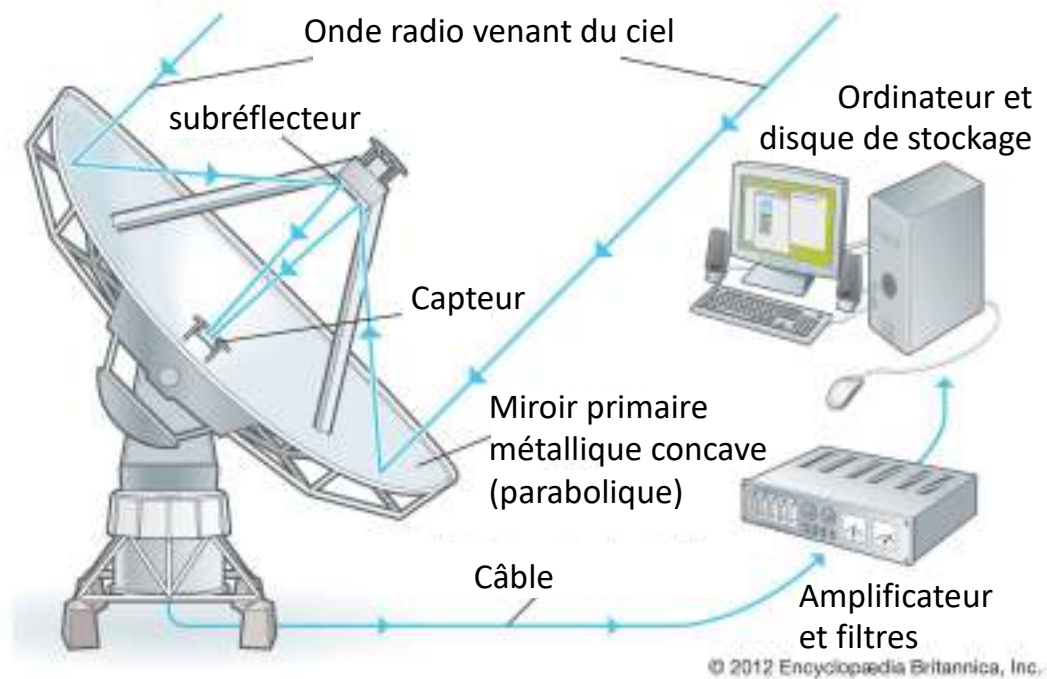 Onde radio venant du ciel
subréflecteur
Ordinateur et
disque de stockage
Capteur
Miroir primaire
métallique concave
(parabolique)
Câble
Amplificateur
et filtres
© 2012 Encyclopædia Britannica, Inc.